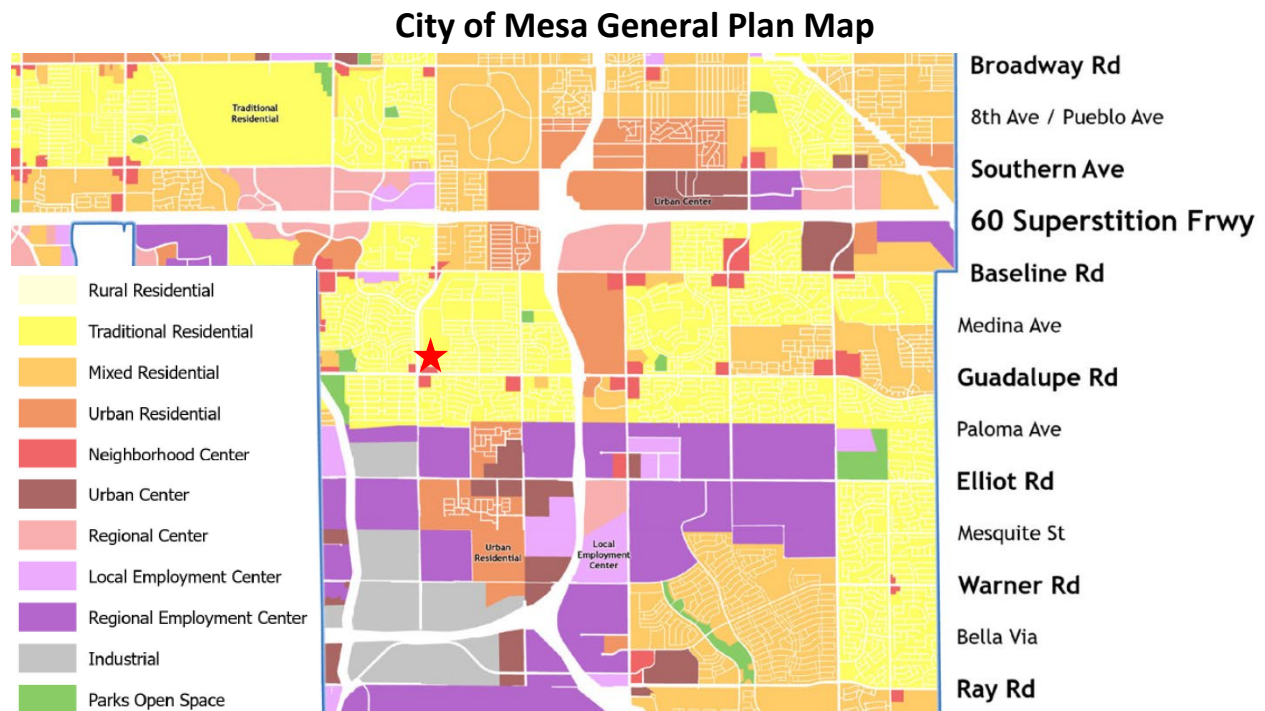 City of Mesa General Plan Map
Broadway Rd
Traditional
Residential
8th Ave / Pueblo Ave
Southern Ave
Urban Center
60 Superstition Frwy
Baseline Rd
Rural Residential
Medina Ave
Traditional Residential
Mixed Residential
Guadalupe Rd
Urban Residential
Paloma Ave
Neighborhood Center
Elliot Rd
Urban Center
Mesquite St
Regional Center
Urban
Residential
Local
Employment
Center
Local Employment Center
Warner Rd
Regional Employment Center
Bella Via
Industrial
Ray Rd
Parks Open Space